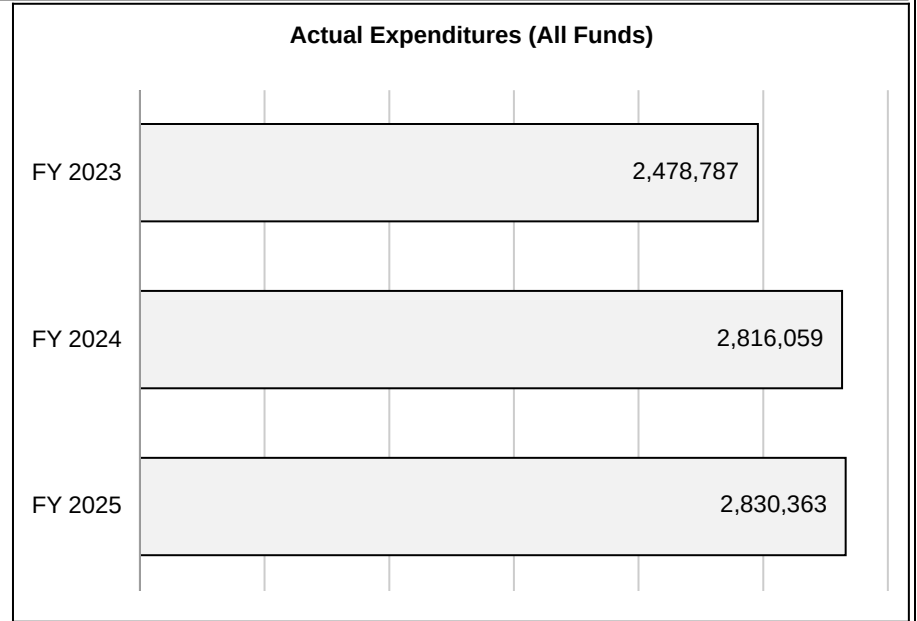 Actual Expenditures (All Funds)
FY 2023
2,478,787
FY 2024
2,816,059
FY 2025
2,830,363